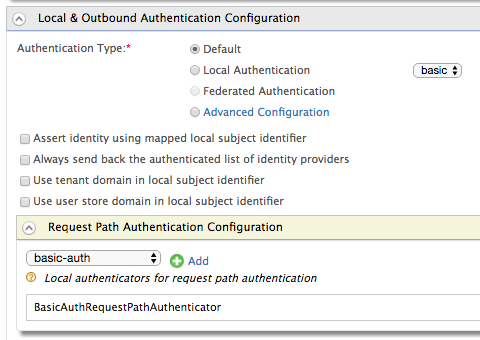 Local & Outbound Authentication Configuration
Authentication Type:*
Default
Local Authentication
basic
Federated Authentication
Advanced Configuration
Assert identity using mapped local subject identifier
Always send back the authenticated list of identity providers
Use tenant domain in local subject identifier
Use user store domain in local subject identifier
Request Path Authentication Configuration
basic-auth
Add
Local authenticators for request path authentication
BasicAuthRequestPathAuthenticator